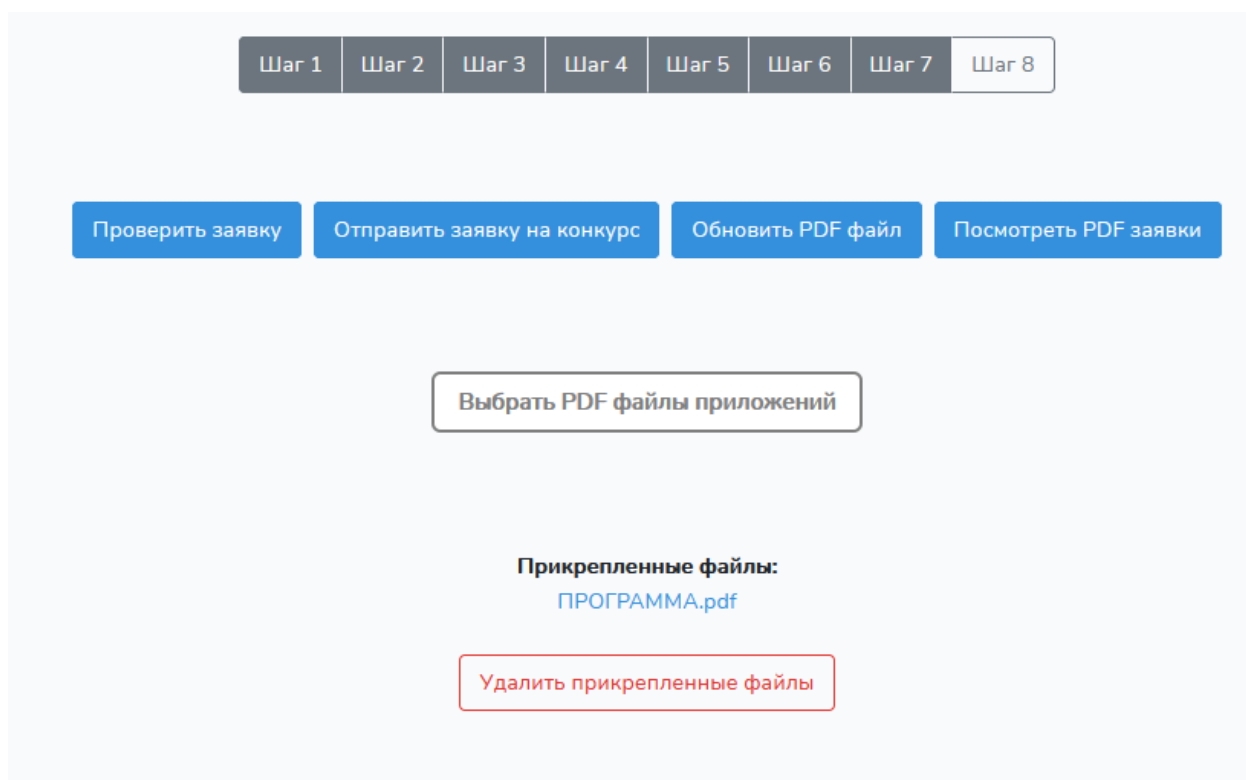 Шаг 1 Шаг 2 Шаг 3 Шаг 4 Шаг 5 Шаг 6 Шаг 7 Шаг 8
Проверить заявку Отправить заявку на конкурс Обновить PDF файл Посмотреть PDF заявки
Выбрать PDF файлы приложений
Прикрепленные файлы:
ПРОГРАММА.pdf
Удалить прикрепленные файлы